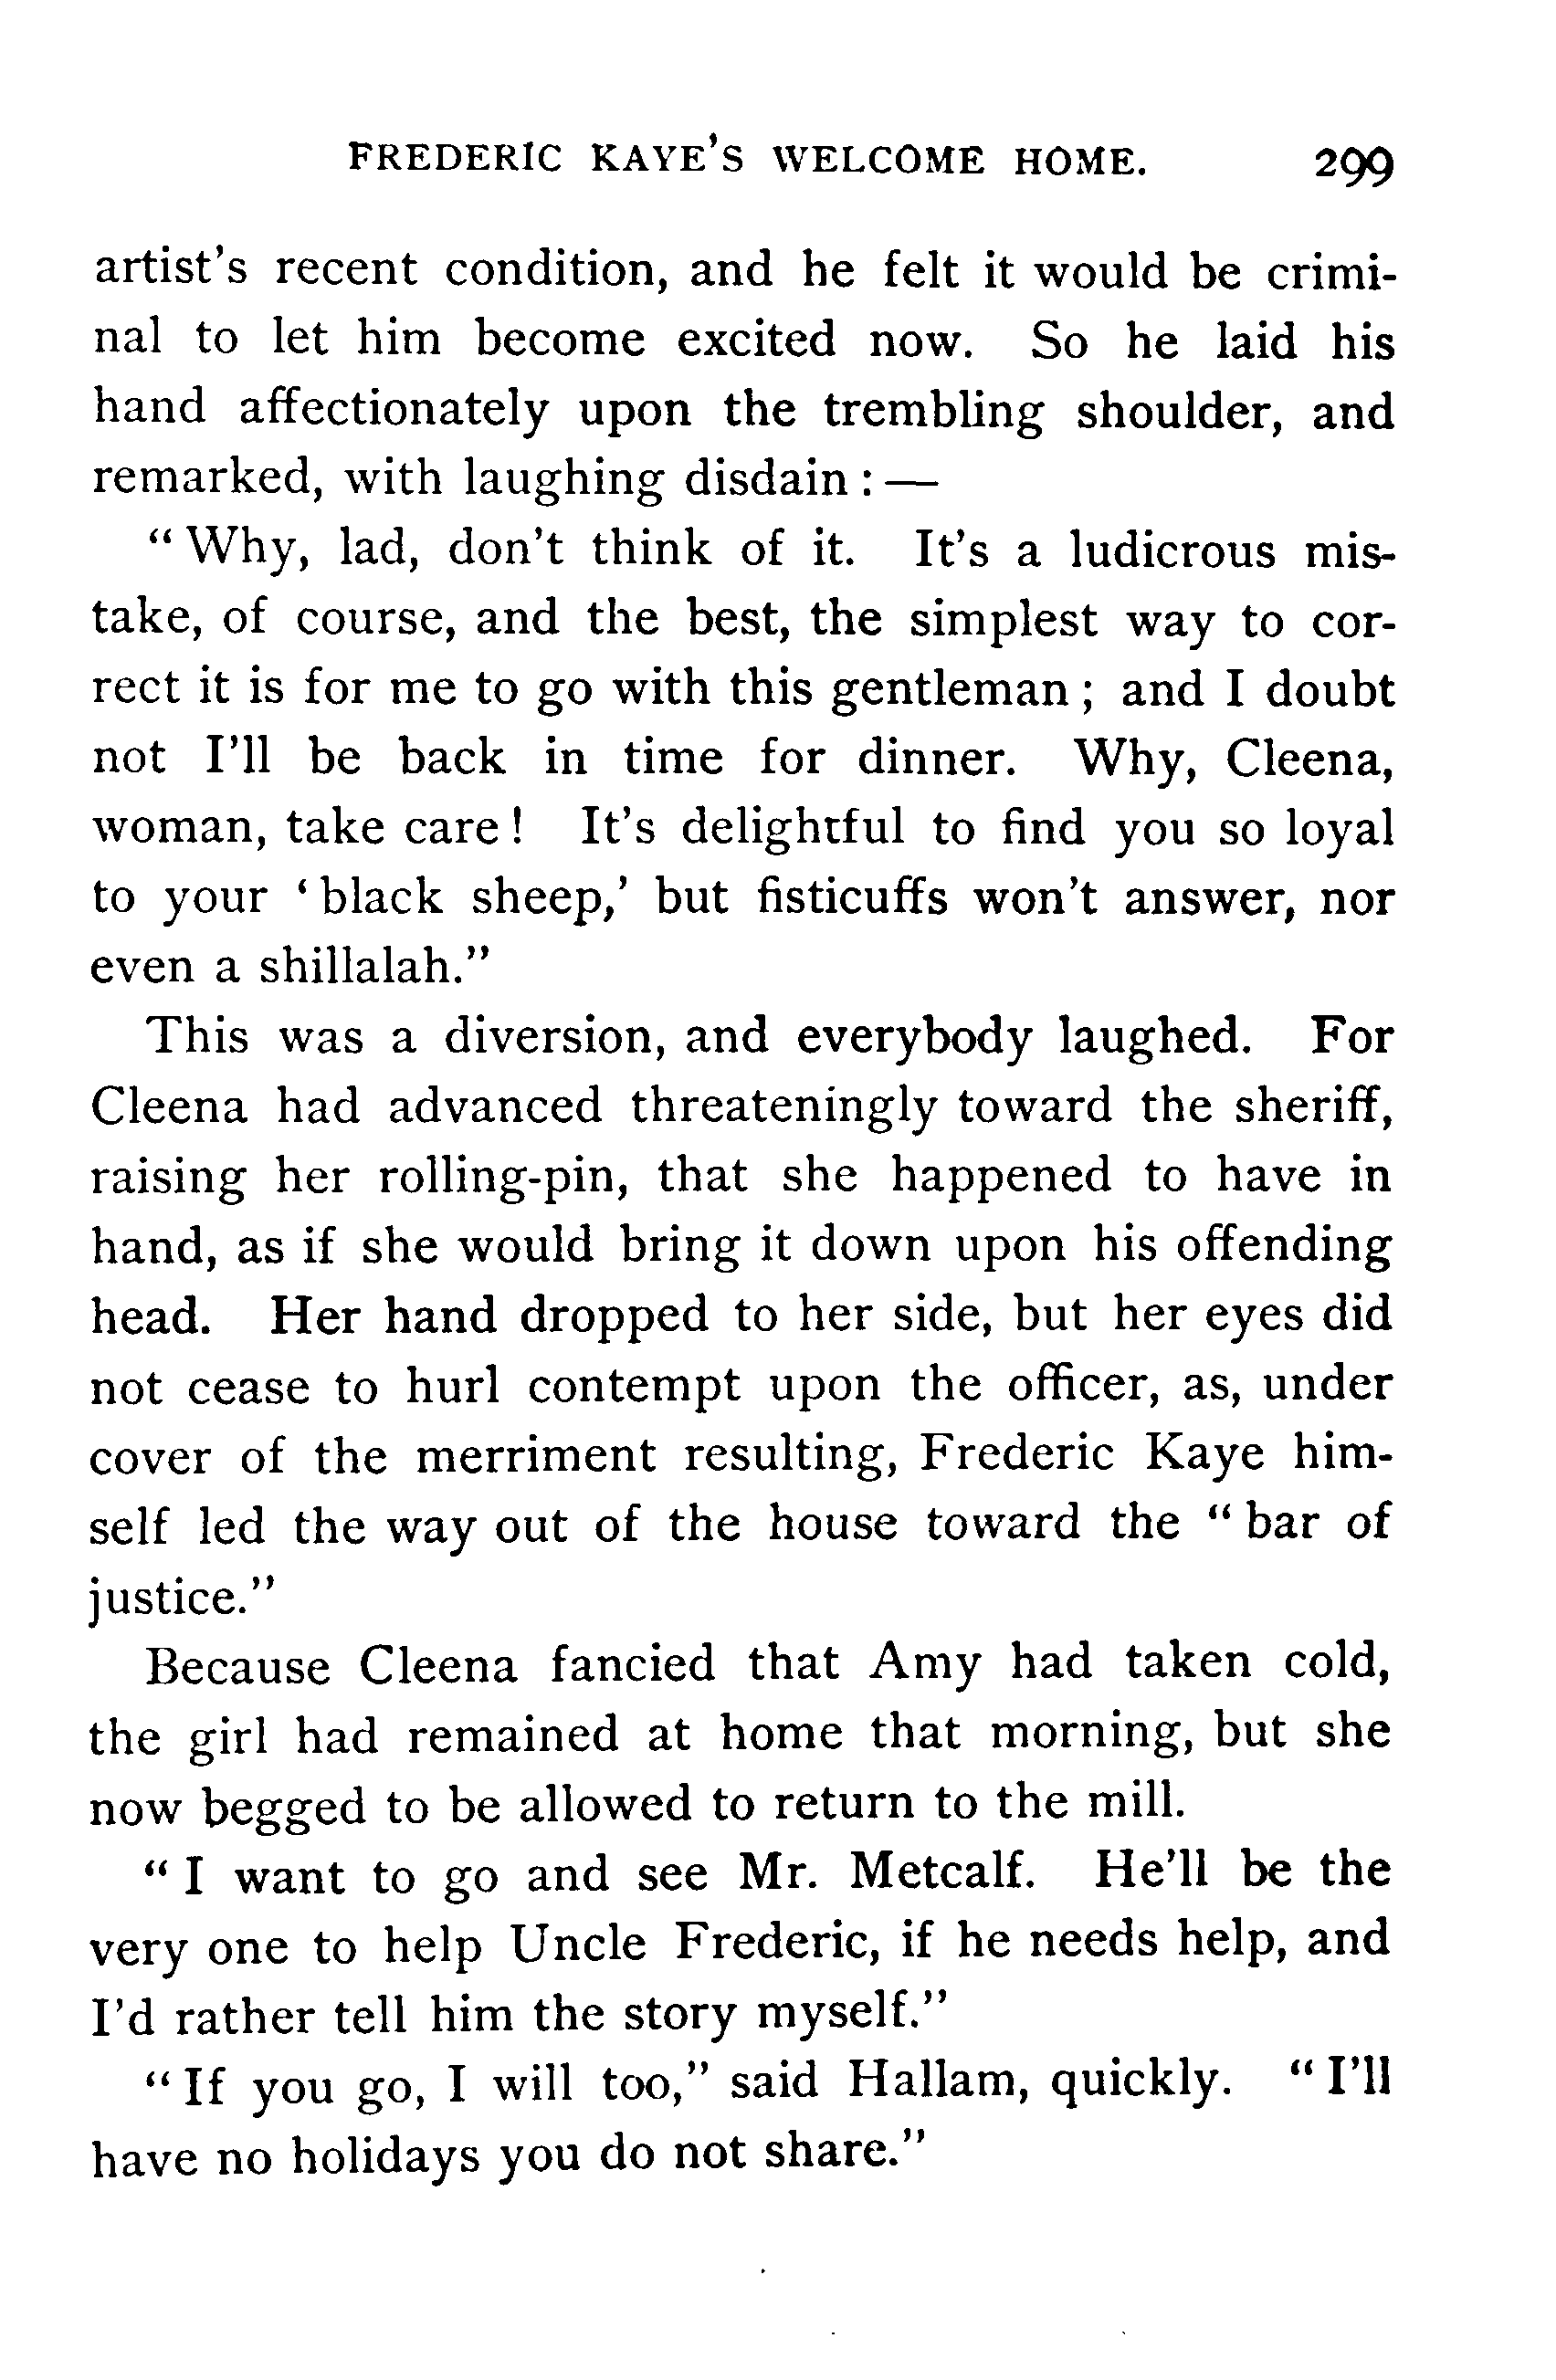 FREDERIC KAYE'S WELCOME HOME. 299
artist's recent condition, and he felt it would be crimi-
nal to let him become excited now. So he laid his
hand affectionately upon the trembling shoulder, and
remarked, with laughing disdain : —
“ Why, lad, don't think of it. It's a ludicrous mis-
take, of course, and the best, the simplest way to cor-
rect it is for me to go with this gentleman ; and I doubt
not I'll be back in time for dinner. Why, Cleena,
woman, take care ! It's delightful to find you so loyal
to your ‘ black sheep,’ but fisticuffs won't answer, nor
even a shillalah.”
This was a diversion, and everybody laughed. For
Cleena had advanced threateningly toward the sheriff,
raising her rolling-pin, that she happened to have in
hand, as if she would bring it down upon his offending
head. Her hand dropped to her side, but her eyes did
not cease to hurl contempt upon the officer, as, under
cover of the merriment resulting, Frederic Kaye him-
self led the way out of the house toward the “ bar of
justice.”
Because Cleena fancied that Amy had taken cold,
the girl had remained at home that morning, but she
now begged to be allowed to return to the mill.
“ I want to go and see Mr. Metcalf. He'll be the
very one to help Uncle Frederic, if he needs help, and
I'd rather tell him the story myself.”
“ If you go, I will too,” said Hallam, quickly. “ I'll
have no holidays you do not share.”